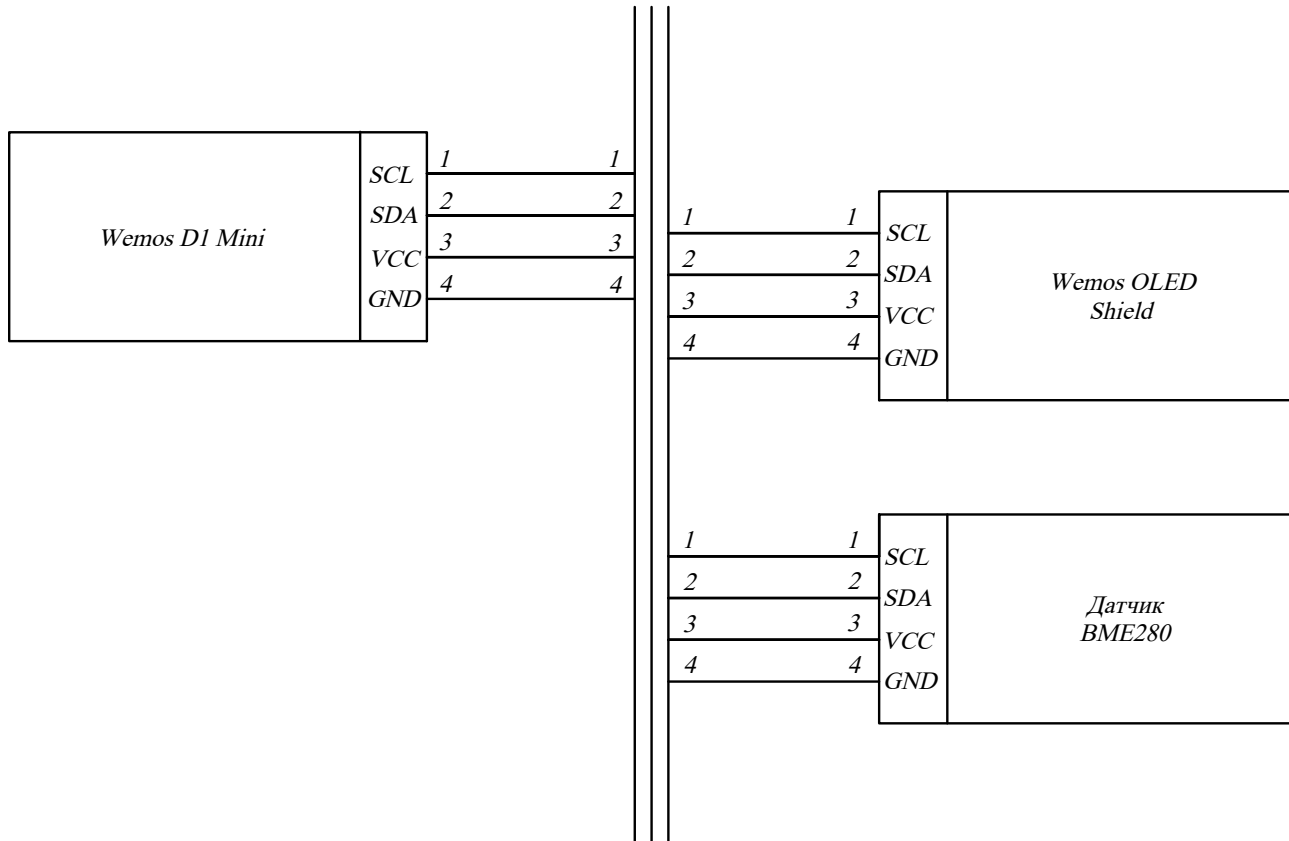 Wemos D1 Mini
SCL
SDA
VCC
GND
1
2
3
4
1
2
3
4
1
2
3
4
1
2
3
4
SCL
SDA
VCC
GND
Wemos OLED
Shield
1
2
3
4
1
2
3
4
SCL
SDA
VCC
GND
Датчик
BME280